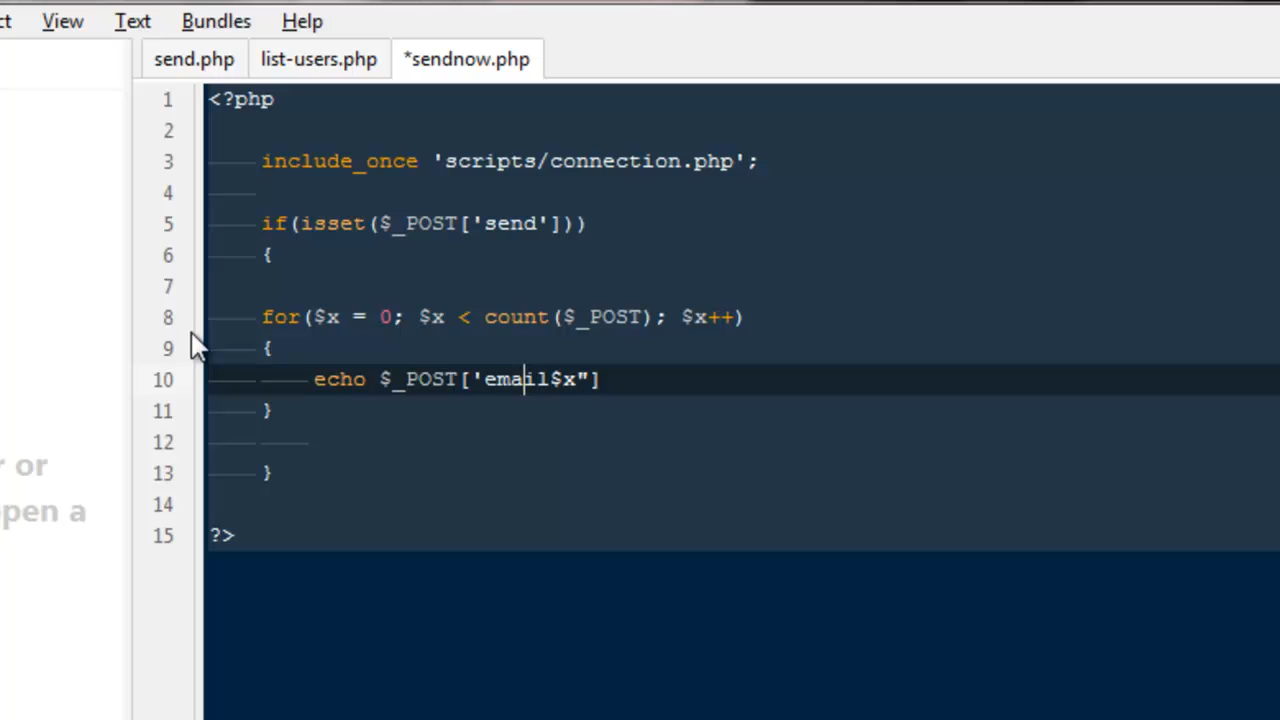 ct View Text Bundles Help
send.php list-users.php *sendnow.php
1 <?php
2
3 include_once 'scripts/connection.php';
4
5 if(isset($_POST['send']))
6 {
7
8 for($x = 0; $x < count($_POST); $x++)
9 {
10 echo $_POST['email$x"]
11 }
12
13 }
14
15 ?>
r or
open a